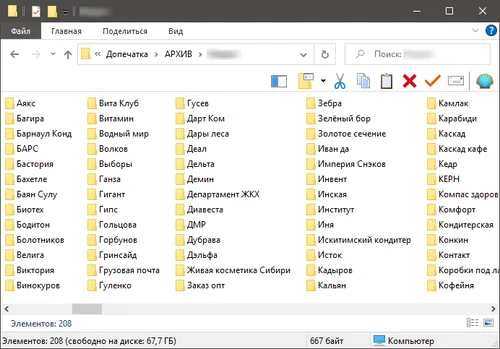 Файл
Главная
Поделиться
Вид
Допечатка
АРХИВ
Поиск:
Аякс
Багира
Барнаул Конд
БАРС
Бастория
Бахетле
Баян Сулу
Биотех
Бодитон
Болотников
Велига
Виктория
Винокуров
Вита Клуб
Витамин
Водный мир
Волков
Выборы
Ганза
Гигант
Гипс
Гольцова
Горбунов
Гринсайд
Грузовая почта
Гуленко
Гусев
Дарт Ком
Дары леса
Деал
Дельта
Демин
Департамент ЖКХ
Диавеста
ДМР
Дубрава
Дэльфа
Живая косметика Сибири
Заказ опт
Зебра
Зелёный бор
Золотое сечение
Иван да
Империя Снэков
Инвент
Инская
Институт
Иня
Искитимский кондитер
Исток
Кадыров
Кальян
Камлак
Карабиди
Каскад
Каскад кафе
Кедр
КЕРН
Компас здоров
Комфорт
Кондитерская
Конкин
Контакт
Коробки под ла
Кофейня
Элементов: 208
Элементов: 208 (свободно на диске: 67,7 ГБ)
667 байт
Компьютер